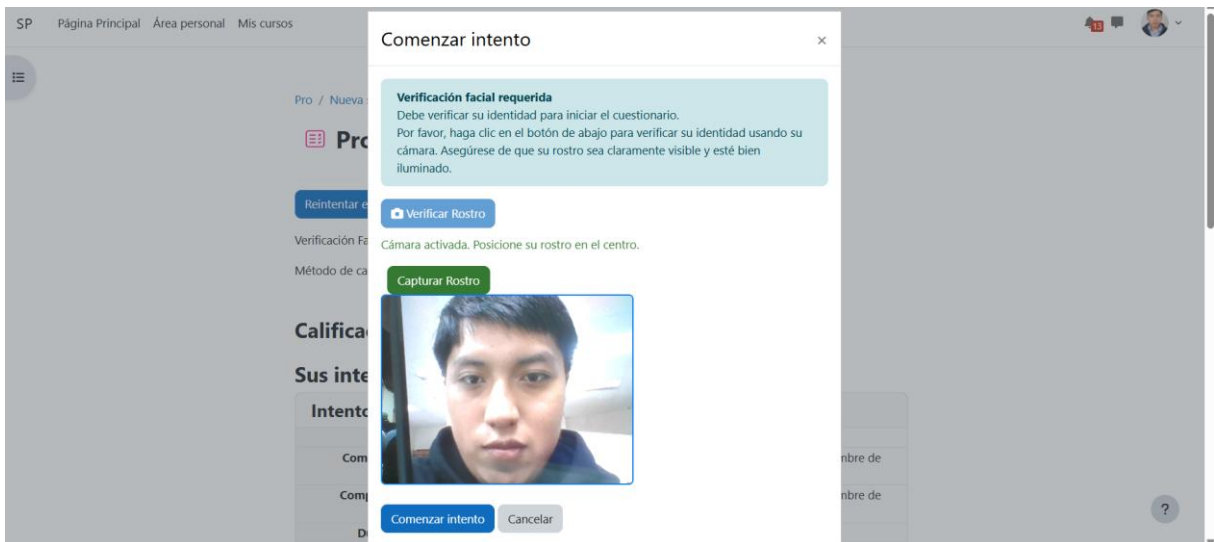 SP Página Principal Área personal Mis cursos 13
Comenzar intento ×
Pro / Nueva
Verificación facial requerida
Debe verificar su identidad para iniciar el cuestionario.
Por favor, haga clic en el botón de abajo para verificar su identidad usando su
cámara. Asegúrese de que su rostro sea claramente visible y esté bien
iluminado.
Reintentar e
Verificar Rostro
Verificación Fa
Cámara activada. Posicione su rostro en el centro.
Método de ca
Capturar Rostro
Califica
Sus inte
Intento
Com
mbre de
Comp
mbre de
Comenzar intento Cancelar
?